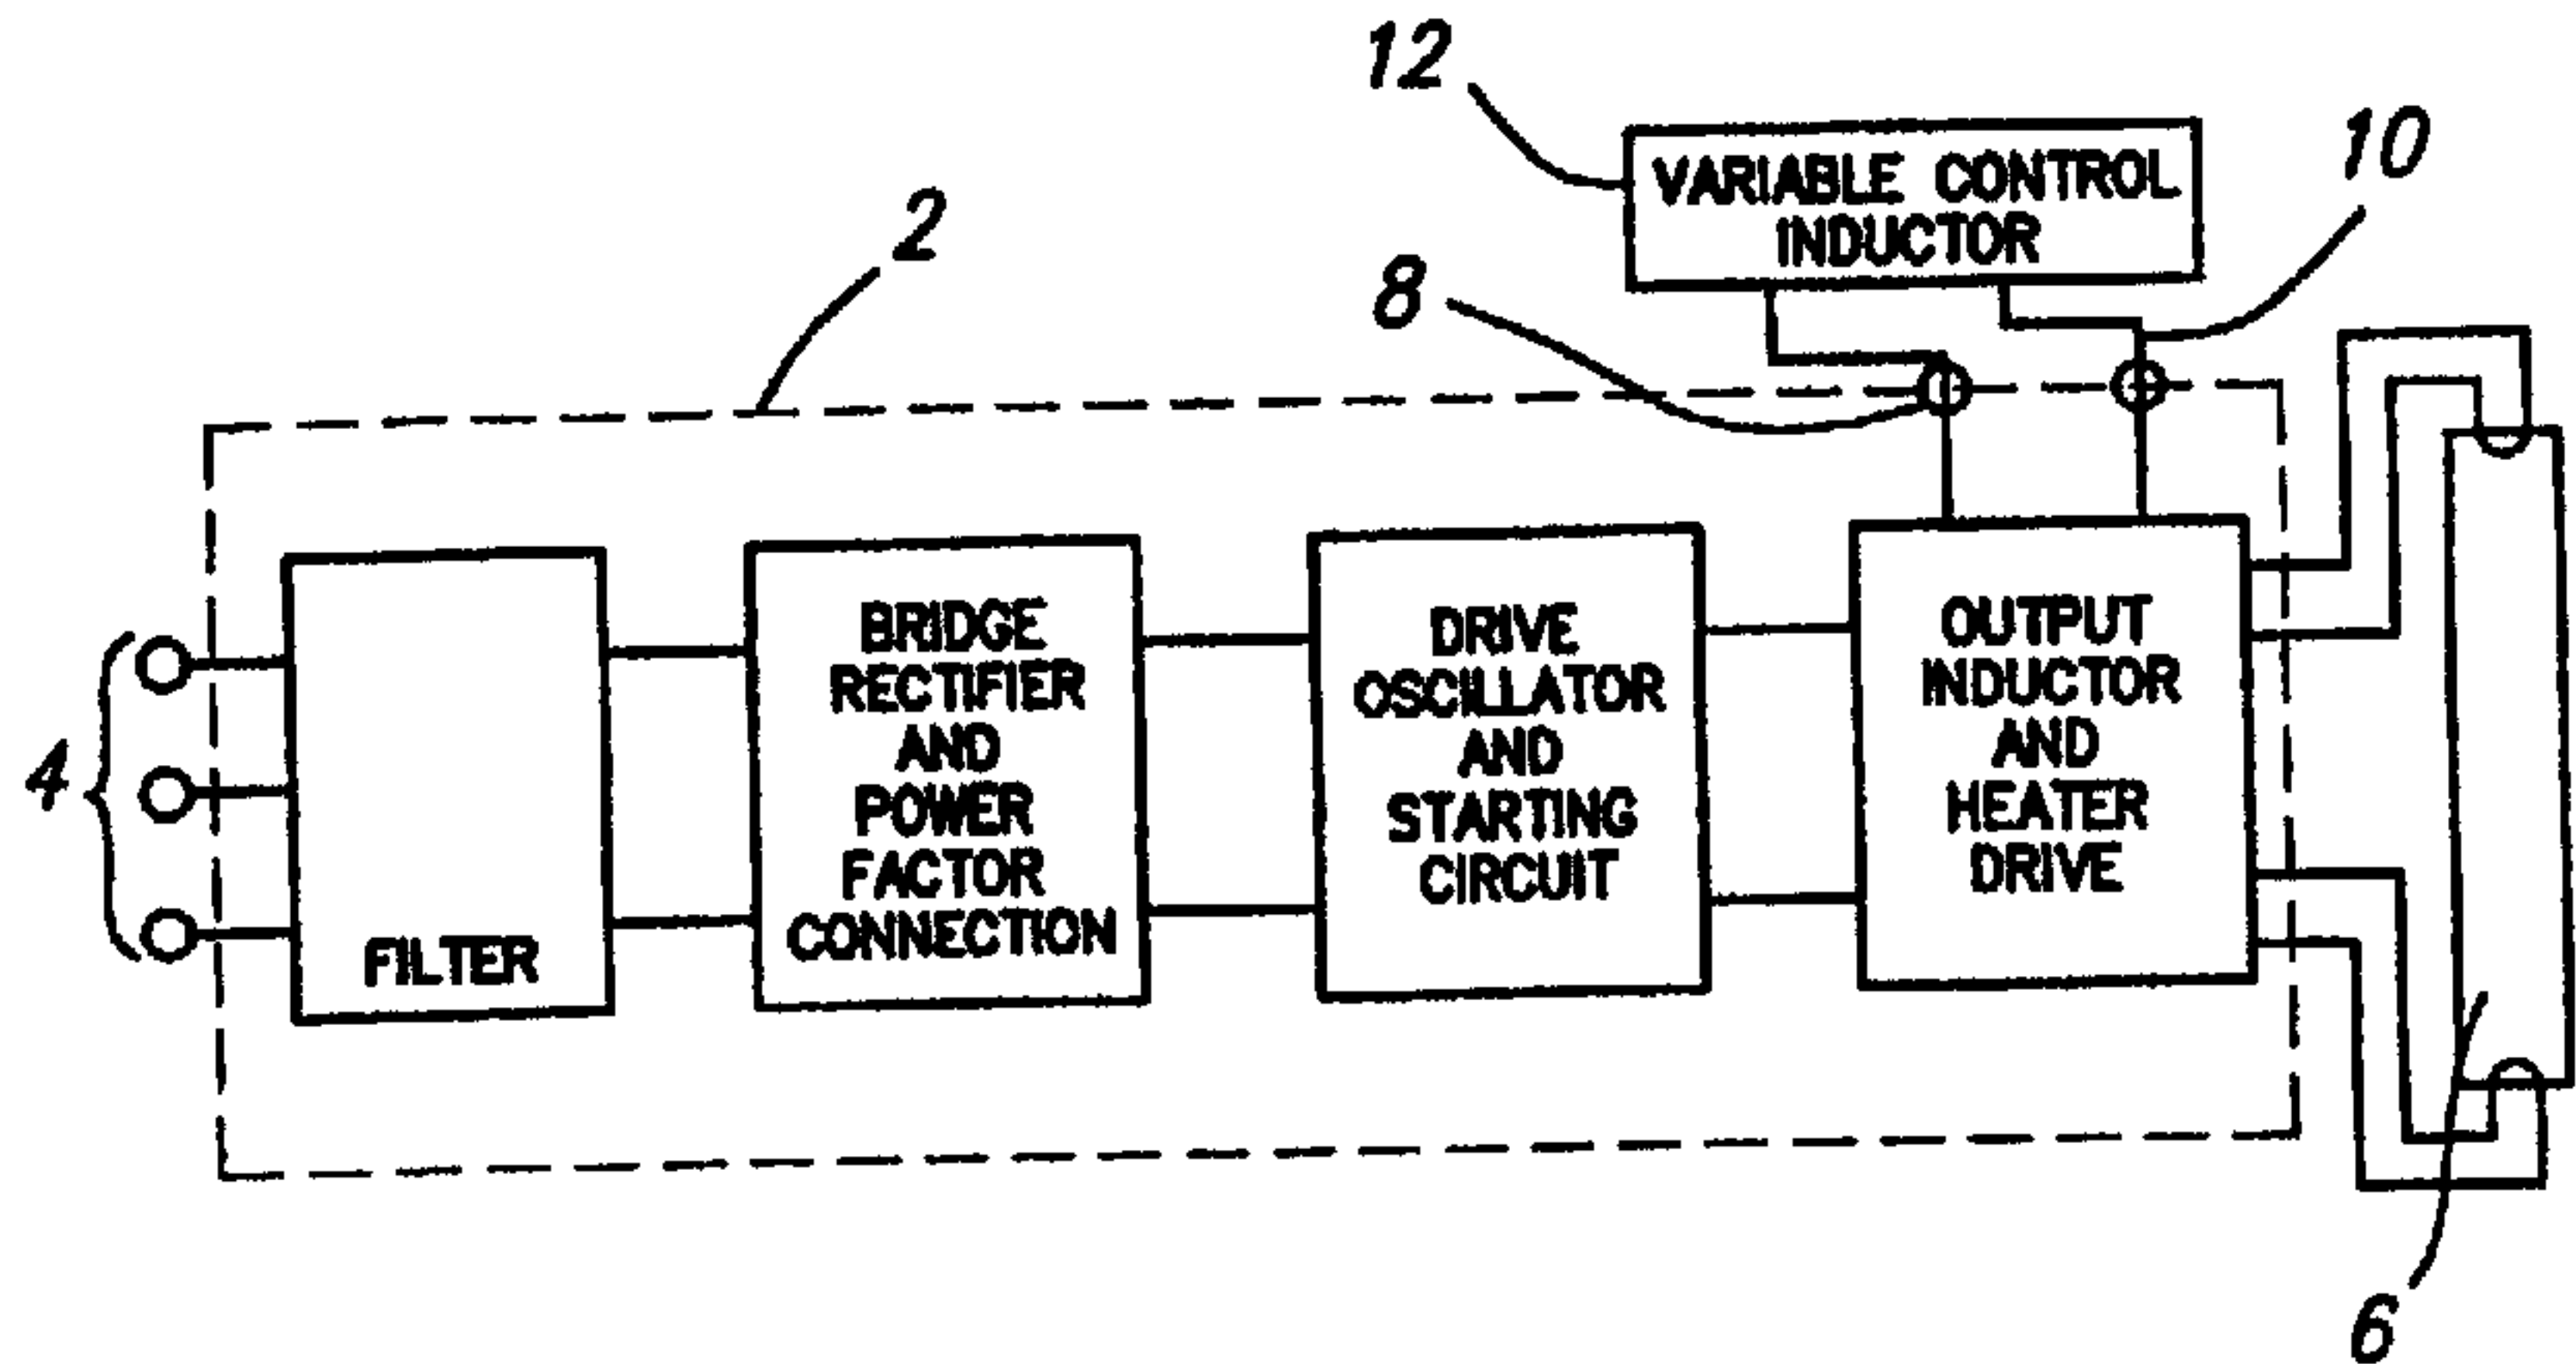 12
VARIABLE CONTROL
INDUCTOR
10
2
8
4
FILTER
BRIDGE
RECTIFIER
AND
POWER
FACTOR
CONNECTION
DRIVE
OSCILLATOR
AND
STARTING
CIRCUIT
OUTPUT
INDUCTOR
AND
HEATER
DRIVE
6